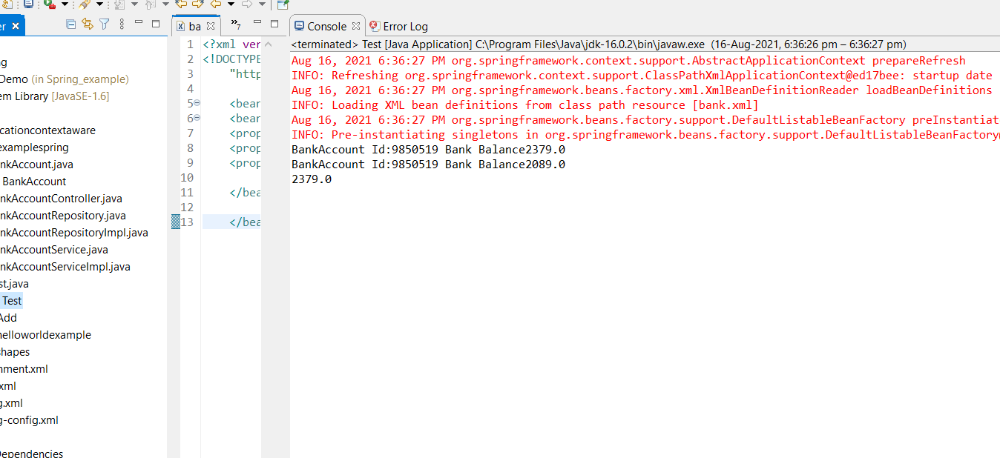 er
ng
Demo (in Spring_example)
em Library [JavaSE-1.6]
icationcontextaware
examplespring
nkAccount.java
BankAccount
nkAccountController.java
nkAccountRepository.java
nkAccountRepositoryImpl.java
nkAccountService.java
nkAccountServiceImpl.java
st.java
Test
Add
helloworldexample
shapes
nment.xml
xml
g.xml
g-config.xml
Dependencies
ba
7
1 <?xml ver
2 <!DOCTYPE
3 "http
4
5 <bean
6 <bear
7 <prop
8 <prop
9 <prop
10
11 </bea
12
13 </bea
Console Error Log
<terminated> Test [Java Application] C:\Program Files\Java\jdk-16.0.2\bin\javaw.exe (16-Aug-2021, 6:36:26 pm – 6:36:27 pm)
Aug 16, 2021 6:36:27 PM org.springframework.context.support.AbstractApplicationContext prepareRefresh
INFO: Refreshing org.springframework.context.support.ClassPathXmlApplicationContext@ed17bee: startup date
Aug 16, 2021 6:36:27 PM org.springframework.beans.factory.xml.XmlBeanDefinitionReader loadBeanDefinitions
INFO: Loading XML bean definitions from class path resource [bank.xml]
Aug 16, 2021 6:36:27 PM org.springframework.beans.factory.support.DefaultListableBeanFactory preInstantiat
INFO: Pre-instantiating singletons in org.springframework.beans.factory.support.DefaultListableBeanFactory@
BankAccount Id:9850519 Bank Balance2379.0
BankAccount Id:9850519 Bank Balance2089.0
2379.0